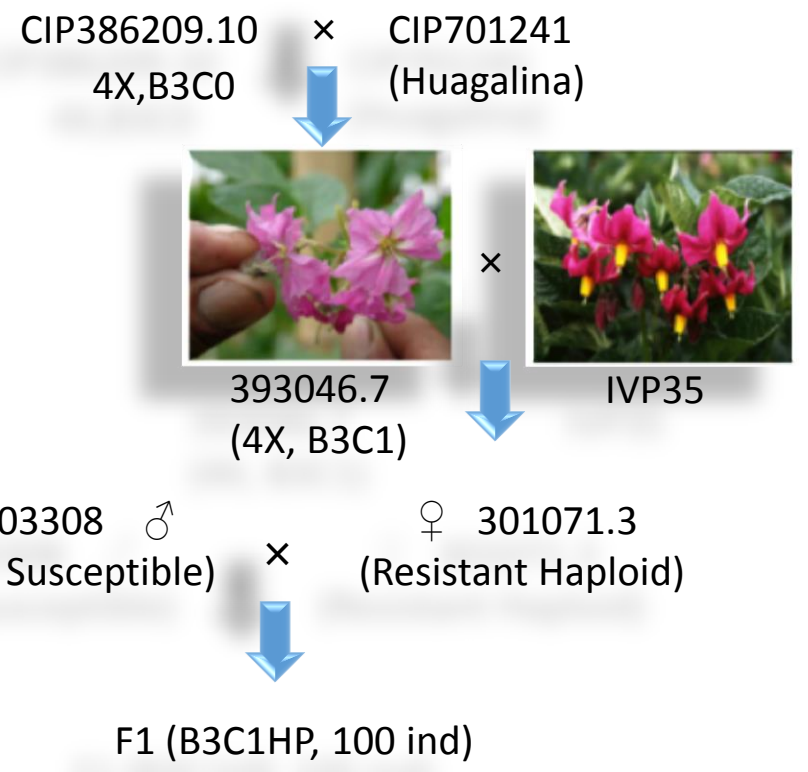 CIP386209.10 × CIP701241
4X,B3C0 (Huagalina)
×
393046.7 IVP35
(4X, B3C1)
03308 ♂ × ♀ 301071.3
Susceptible) (Resistant Haploid)
F1 (B3C1HP, 100 ind)